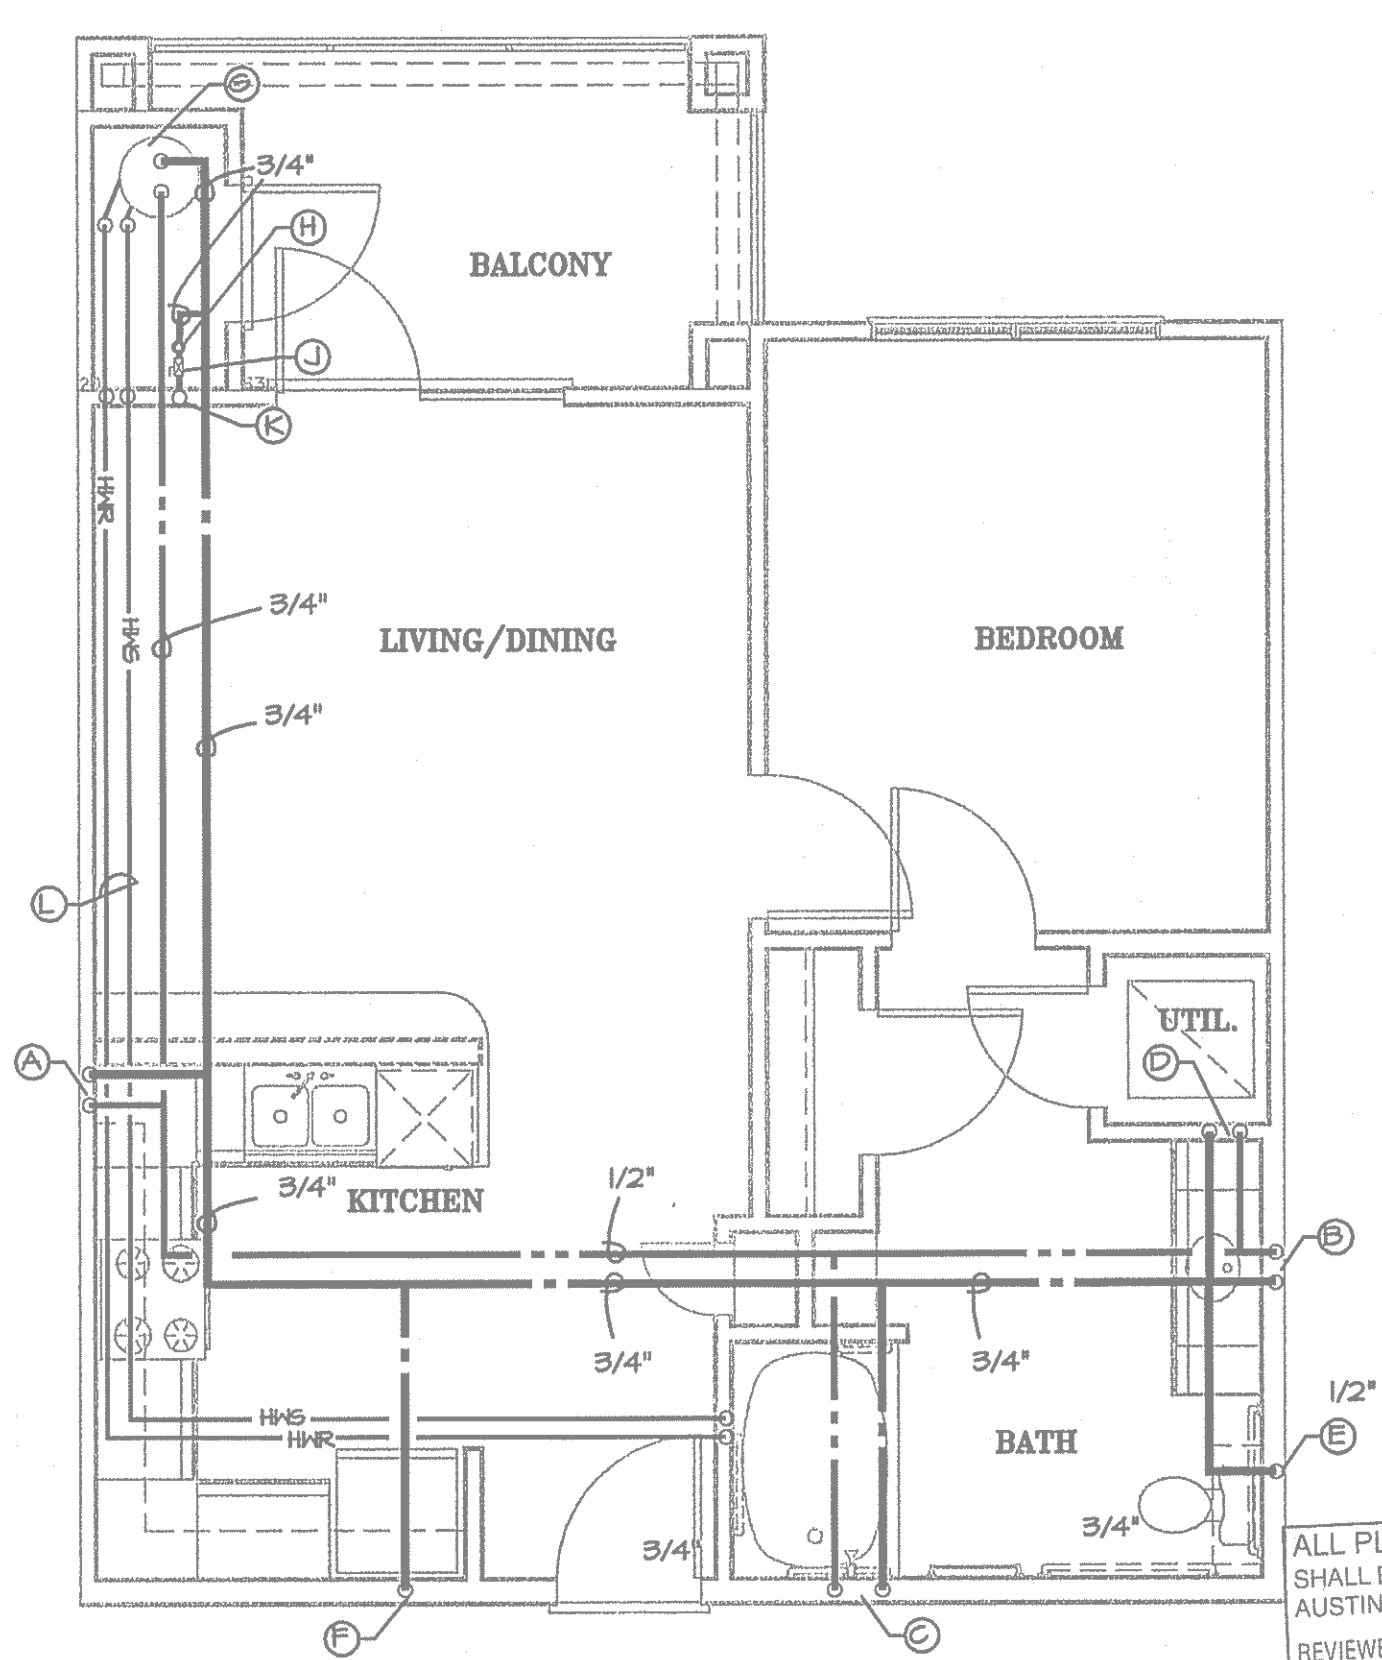 G
3/4"
H
BALCONY
J
K
HWR
3/4"
HWS
LIVING/DINING
BEDROOM
3/4"
L
UTIL.
A
D
3/4"
KITCHEN
1/2"
B
3/4"
3/4"
1/2"
HWS
HWR
BATH
E
3/4"
3/4"
ALL PL
SHALL
AUSTIN
REVIEWE
F
C